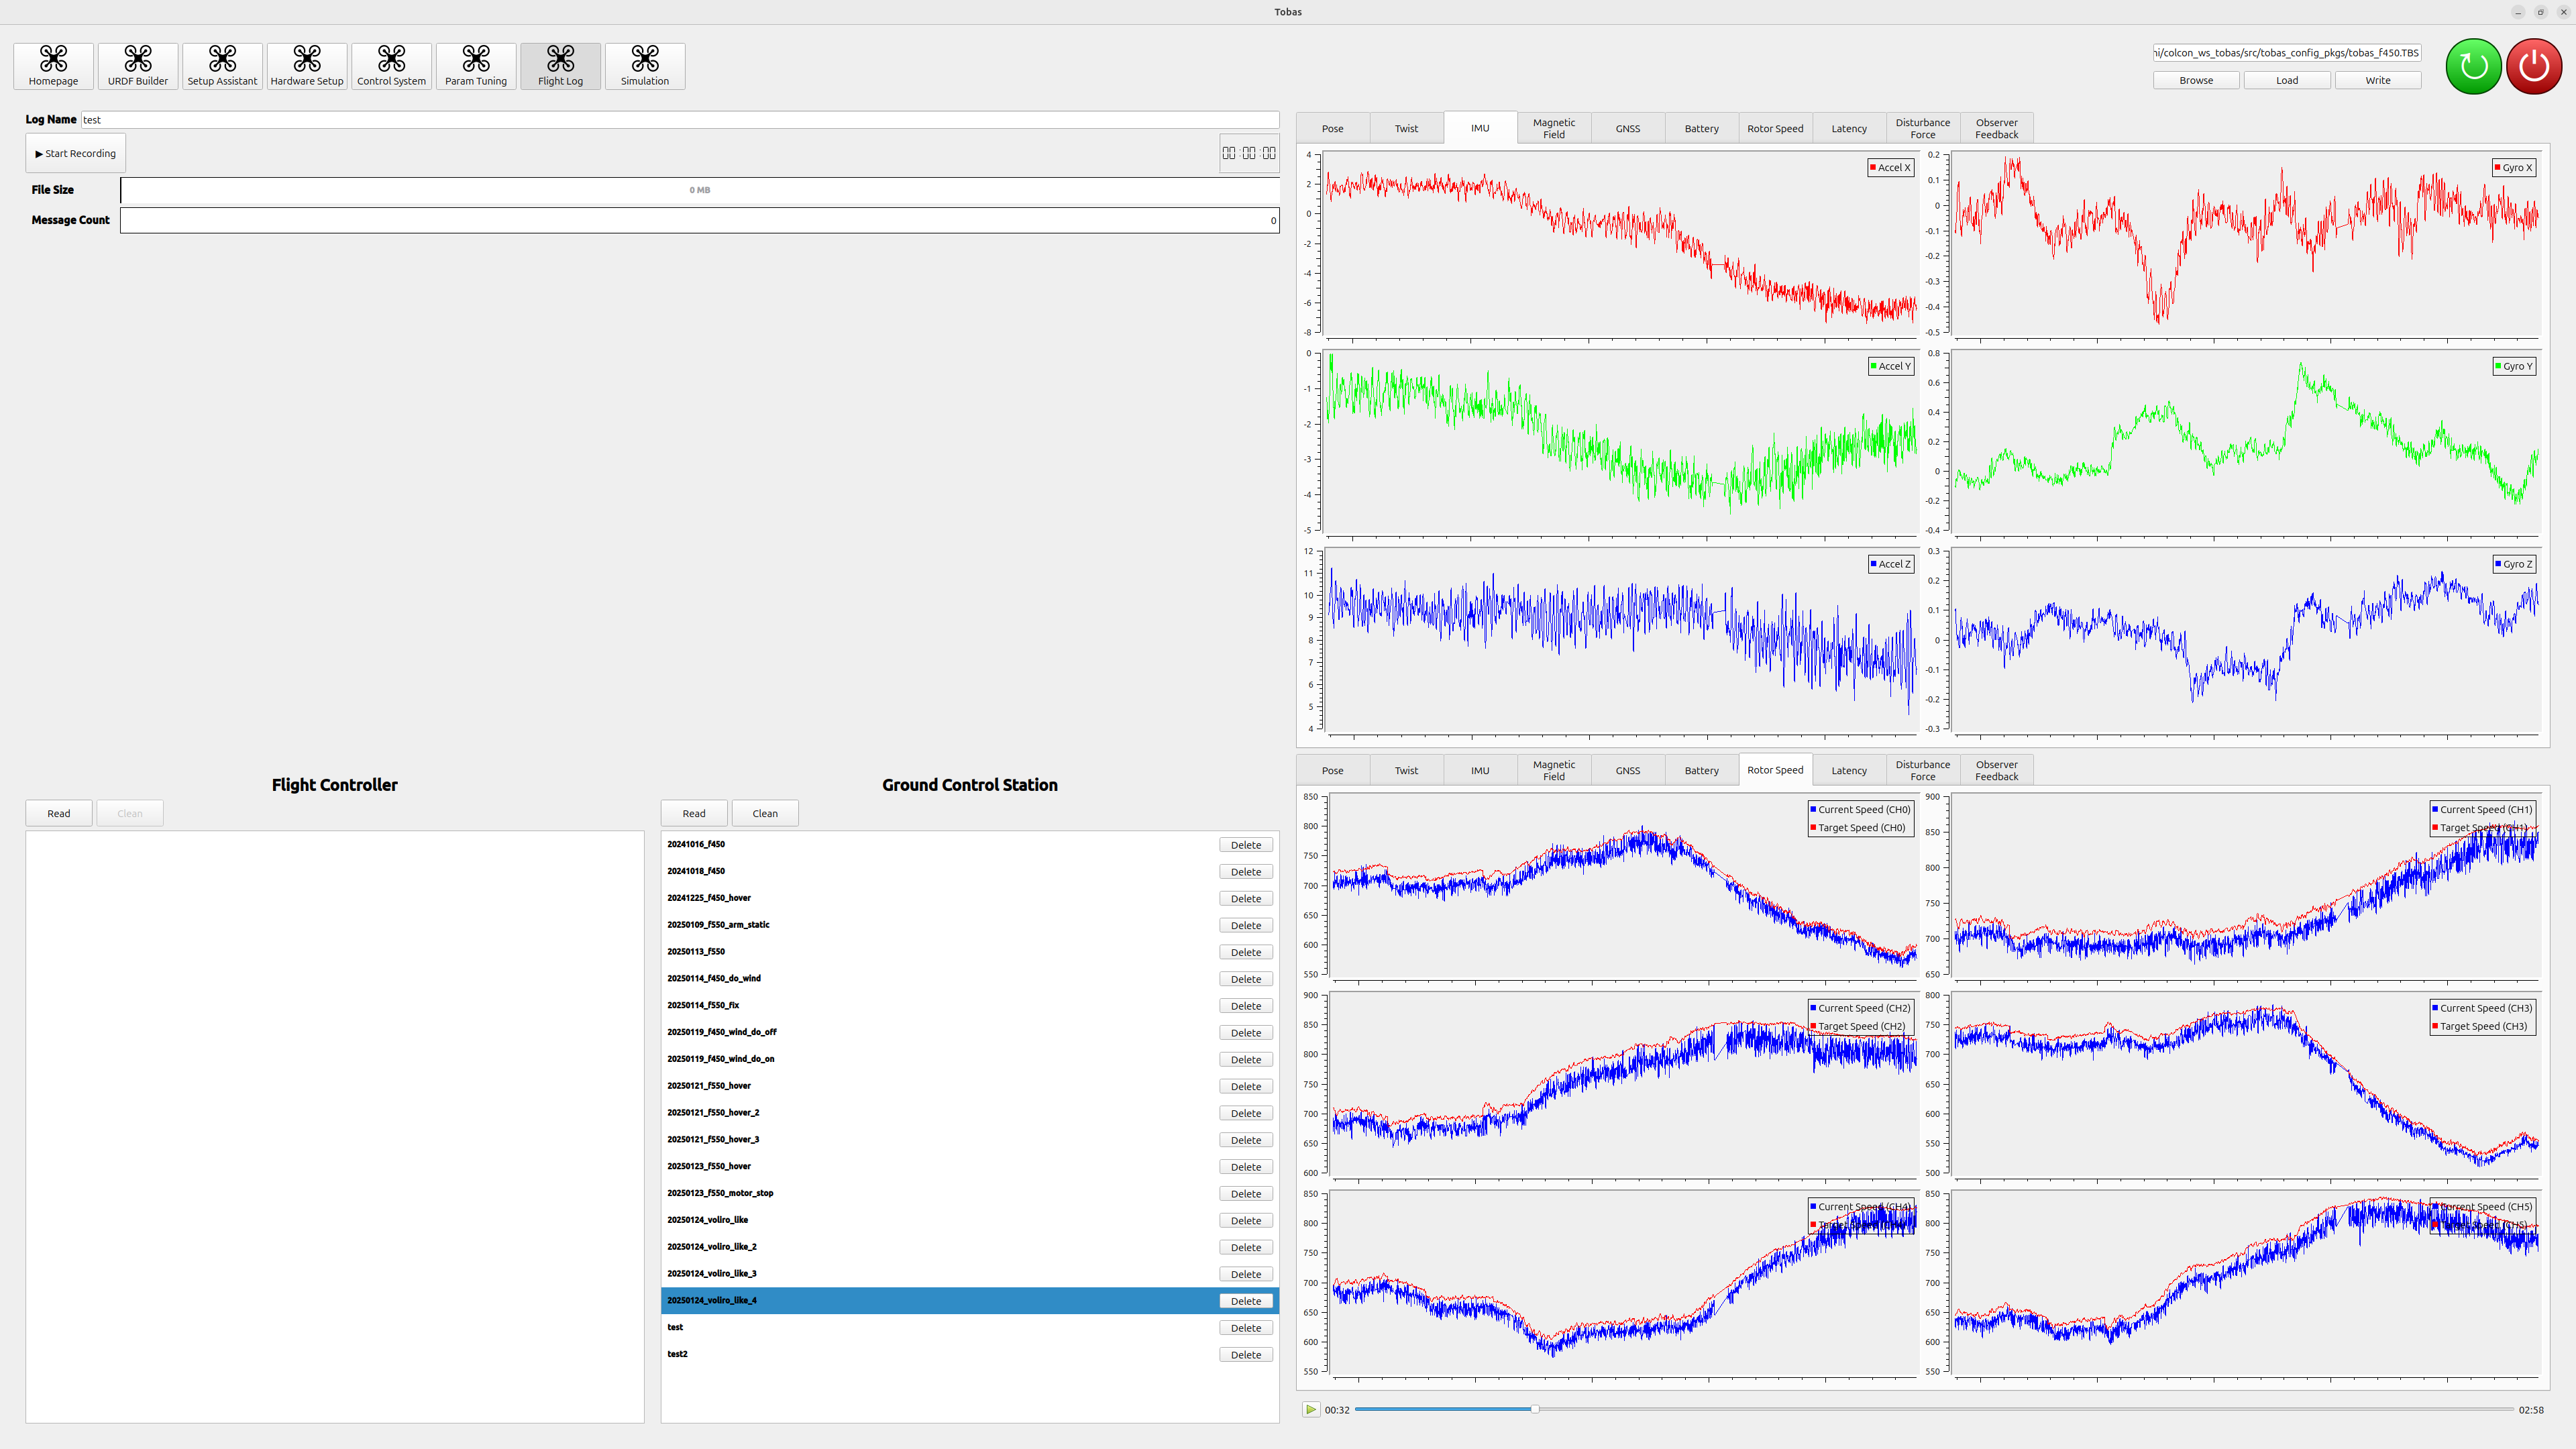 Tobas
Homepage
URDF Builder
Setup Assistant
Hardware Setup
Control System
Param Tuning
Flight Log
Simulation
ni/colcon_ws_tobas/src/tobas_config_pkgs/tobas_f450.TBS
Browse
Load
Write
Log Name
test
▶ Start Recording
00:00:00
File Size
0 MB
Message Count
0
Pose
Twist
IMU
Magnetic
Field
GNSS
Battery
Rotor Speed
Latency
Disturbance
Force
Observer
Feedback
4
2
0
-2
-4
-6
-8
Accel X
0.2
0.1
0
-0.1
-0.2
-0.3
-0.4
-0.5
Gyro X
0
-1
-2
-3
-4
-5
Accel Y
0.8
0.6
0.4
0.2
0
-0.2
-0.4
Gyro Y
12
11
10
9
8
7
6
5
4
Accel Z
0.3
0.2
0.1
0
-0.1
-0.2
-0.3
Gyro Z
Flight Controller
Read
Clean
Ground Control Station
Read
Clean
20241016_f450
Delete
20241018_f450
Delete
20241225_f450_hover
Delete
20250109_f550_arm_static
Delete
20250113_f550
Delete
20250114_f450_do_wind
Delete
20250114_f550_fix
Delete
20250119_f450_wind_do_off
Delete
20250119_f450_wind_do_on
Delete
20250121_f550_hover
Delete
20250121_f550_hover_2
Delete
20250121_f550_hover_3
Delete
20250123_f550_hover
Delete
20250123_f550_motor_stop
Delete
20250124_voliro_like
Delete
20250124_voliro_like_2
Delete
20250124_voliro_like_3
Delete
20250124_voliro_like_4
Delete
test
Delete
test2
Delete
Pose
Twist
IMU
Magnetic
Field
GNSS
Battery
Rotor Speed
Latency
Disturbance
Force
Observer
Feedback
850
800
750
700
650
600
550
Current Speed (CH0)
Target Speed (CH0)
900
850
800
750
700
650
Current Speed (CH1)
Target Speed (CH1)
900
850
800
750
700
650
600
Current Speed (CH2)
Target Speed (CH2)
800
750
700
650
600
550
500
Current Speed (CH3)
Target Speed (CH3)
850
800
750
700
650
600
550
Current Speed (CH4)
850
800
750
700
650
600
550
Current Speed (CH5)
00:32
02:58